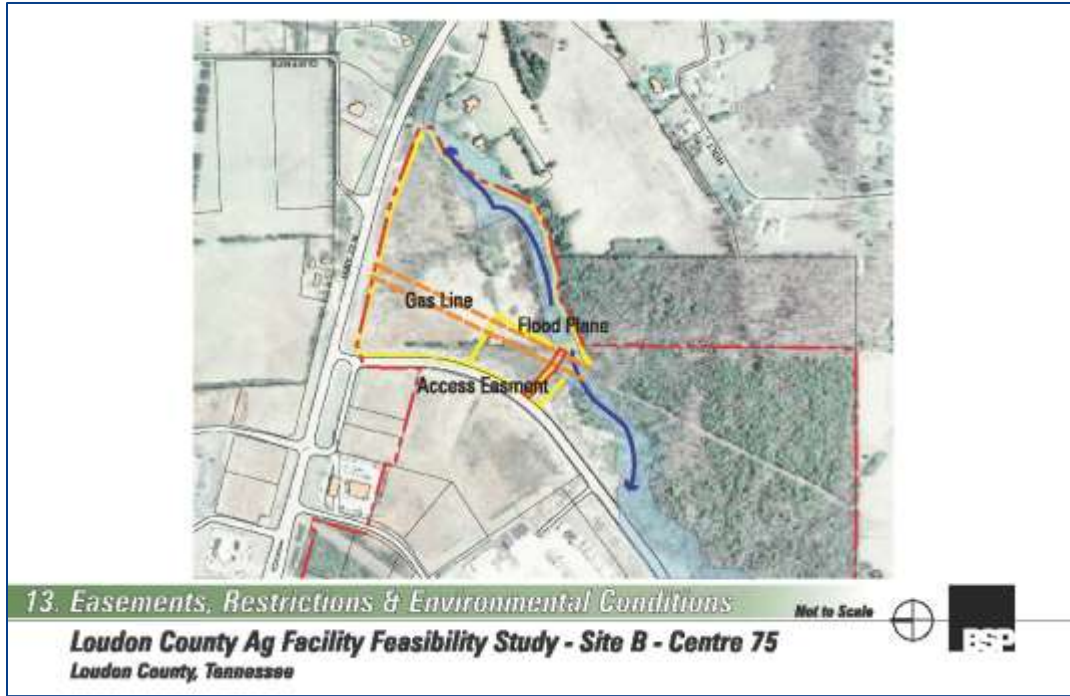 Gas Line
Flood Plane
Access Easment
13. Easements, Restrictions & Environmental Conditions
Not to Scale
BSP
Loudon County Ag Facility Feasibility Study - Site B - Centre 75
Loudon County, Tennessee